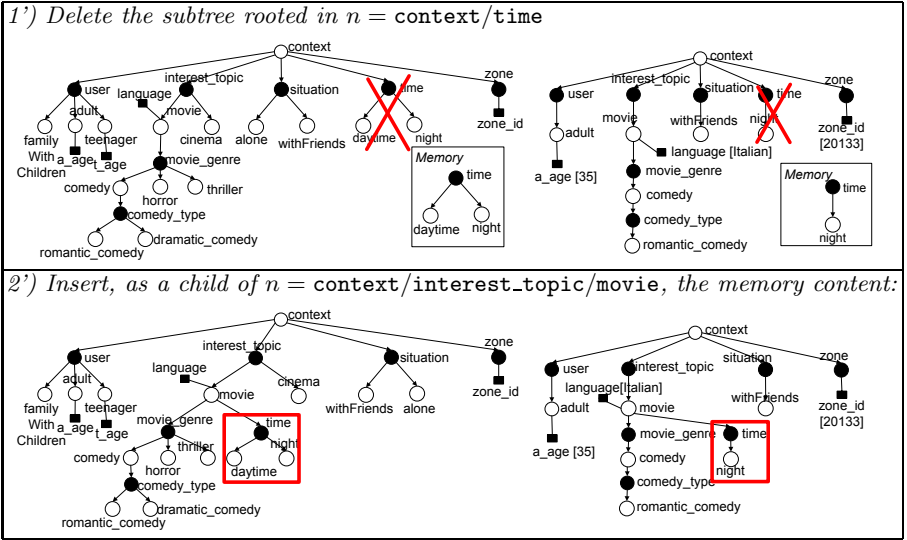 1') Delete the subtree rooted in n = context/time
context
user
interest_topic
language
situation
time
zone
adult
movie
family
With
Children
teenager
a_age
t_age
cinema
alone
withFriends
daytime
night
zone_id
movie_genre
comedy
horror
thriller
comedy_type
romantic_comedy
dramatic_comedy
Memory
time
daytime
night
context
user
interest_topic
situation
time
zone
adult
movie
withFriends
night
zone_id
[20133]
language [Italian]
a_age [35]
movie_genre
comedy
comedy_type
romantic_comedy
Memory
time
night
2') Insert, as a child of n = context/interest_topic/movie, the memory content:
context
user
interest_topic
language
situation
zone
adult
movie
cinema
family
With
Children
teenager
a_age
t_age
withFriends
alone
zone_id
movie_genre
time
night
daytime
comedy
horror
thriller
comedy_type
romantic_comedy
dramatic_comedy
context
user
interest_topic
situation
zone
language[Italian]
adult
movie
withFriends
zone_id
[20133]
a_age [35]
movie_genre
time
night
comedy
comedy_type
romantic_comedy